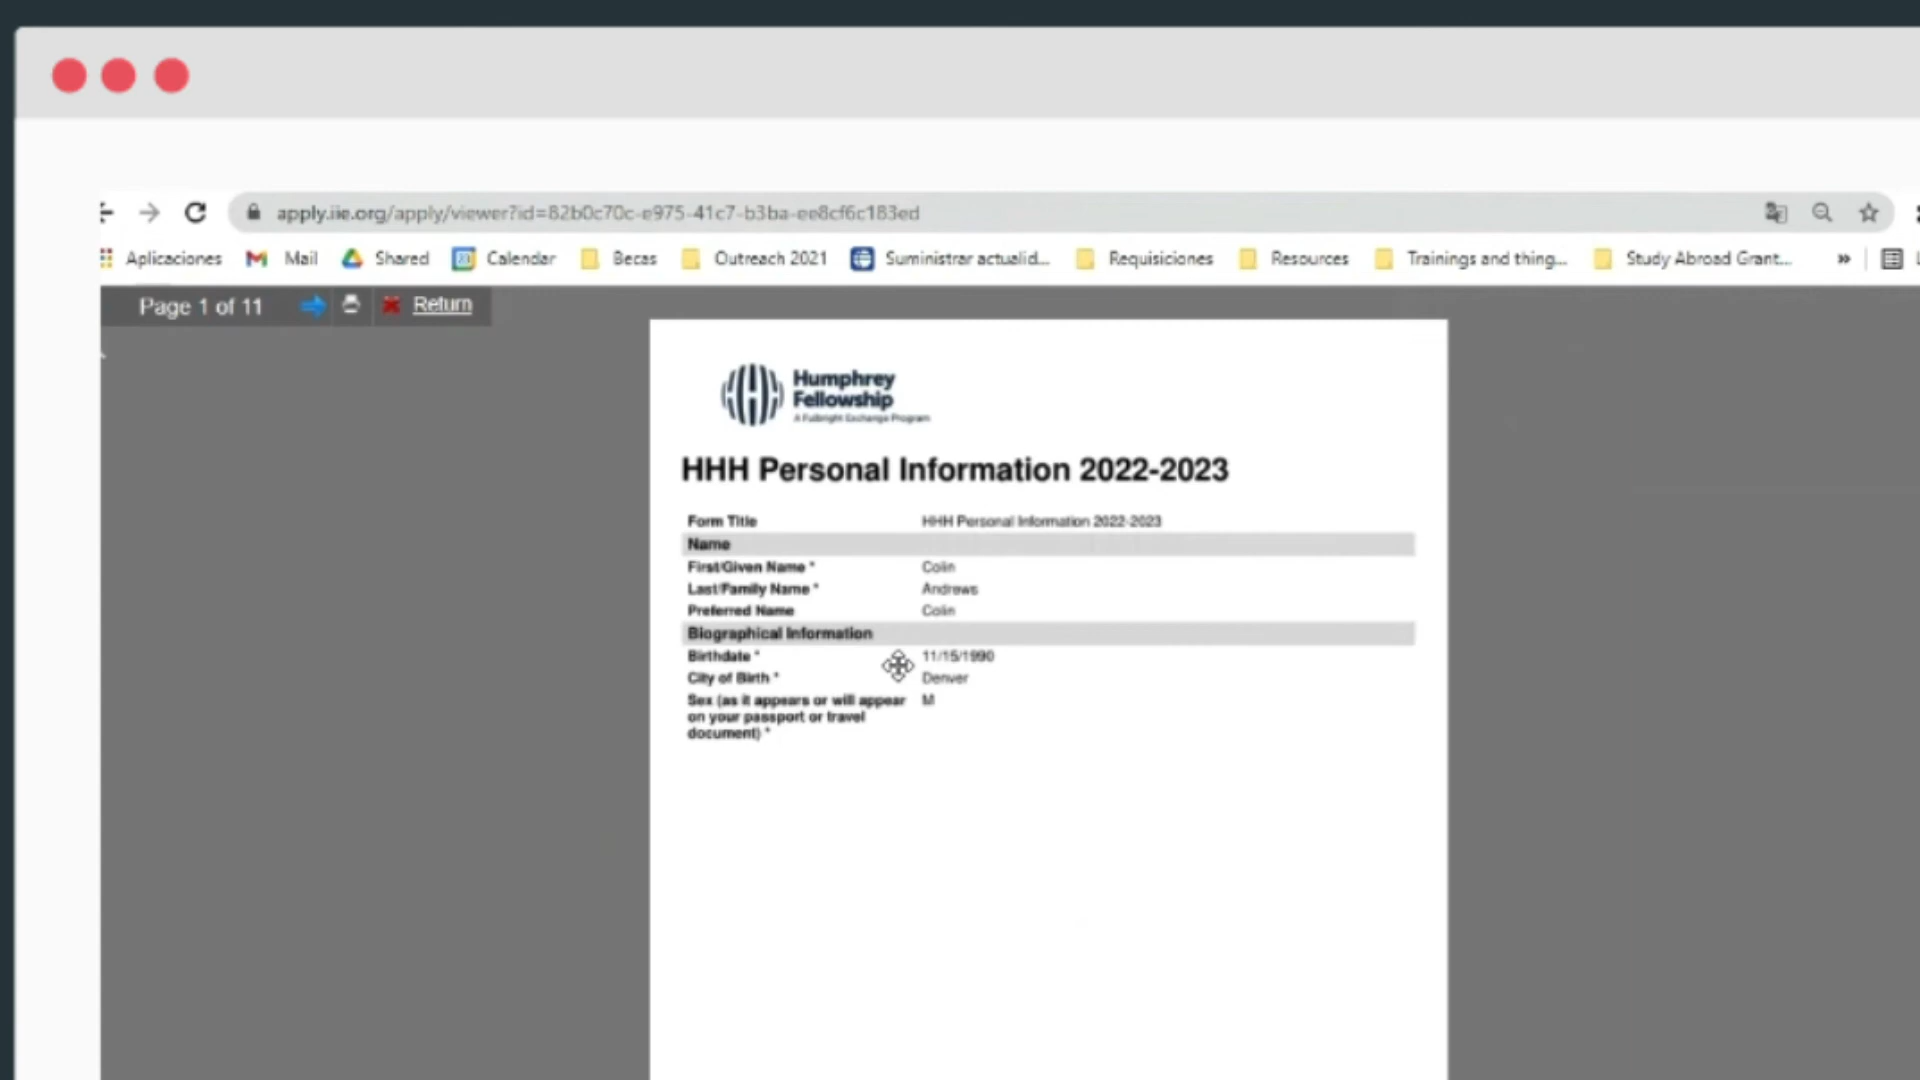 apply.iie.org/apply/viewer?id=82b0c70c-e975-41c7-b3ba-ee8cf6c183ed
Aplicaciones Mail Shared Calendar Becas Outreach 2021 Suministrar actualid... Requisiciones Resources Trainings and thing... Study Abroad Grant... »
Page 1 of 11 Return
Humphrey
Fellowship
A Fulbright Exchange Program
HHH Personal Information 2022-2023
Form Title HHH Personal Information 2022-2023
Name
First/Given Name * Colin
Last/Family Name * Andrews
Preferred Name Colin
Biographical Information
Birthdate * 11/15/1990
City of Birth * Denver
Sex (as it appears or will appear M
on your passport or travel
document) *